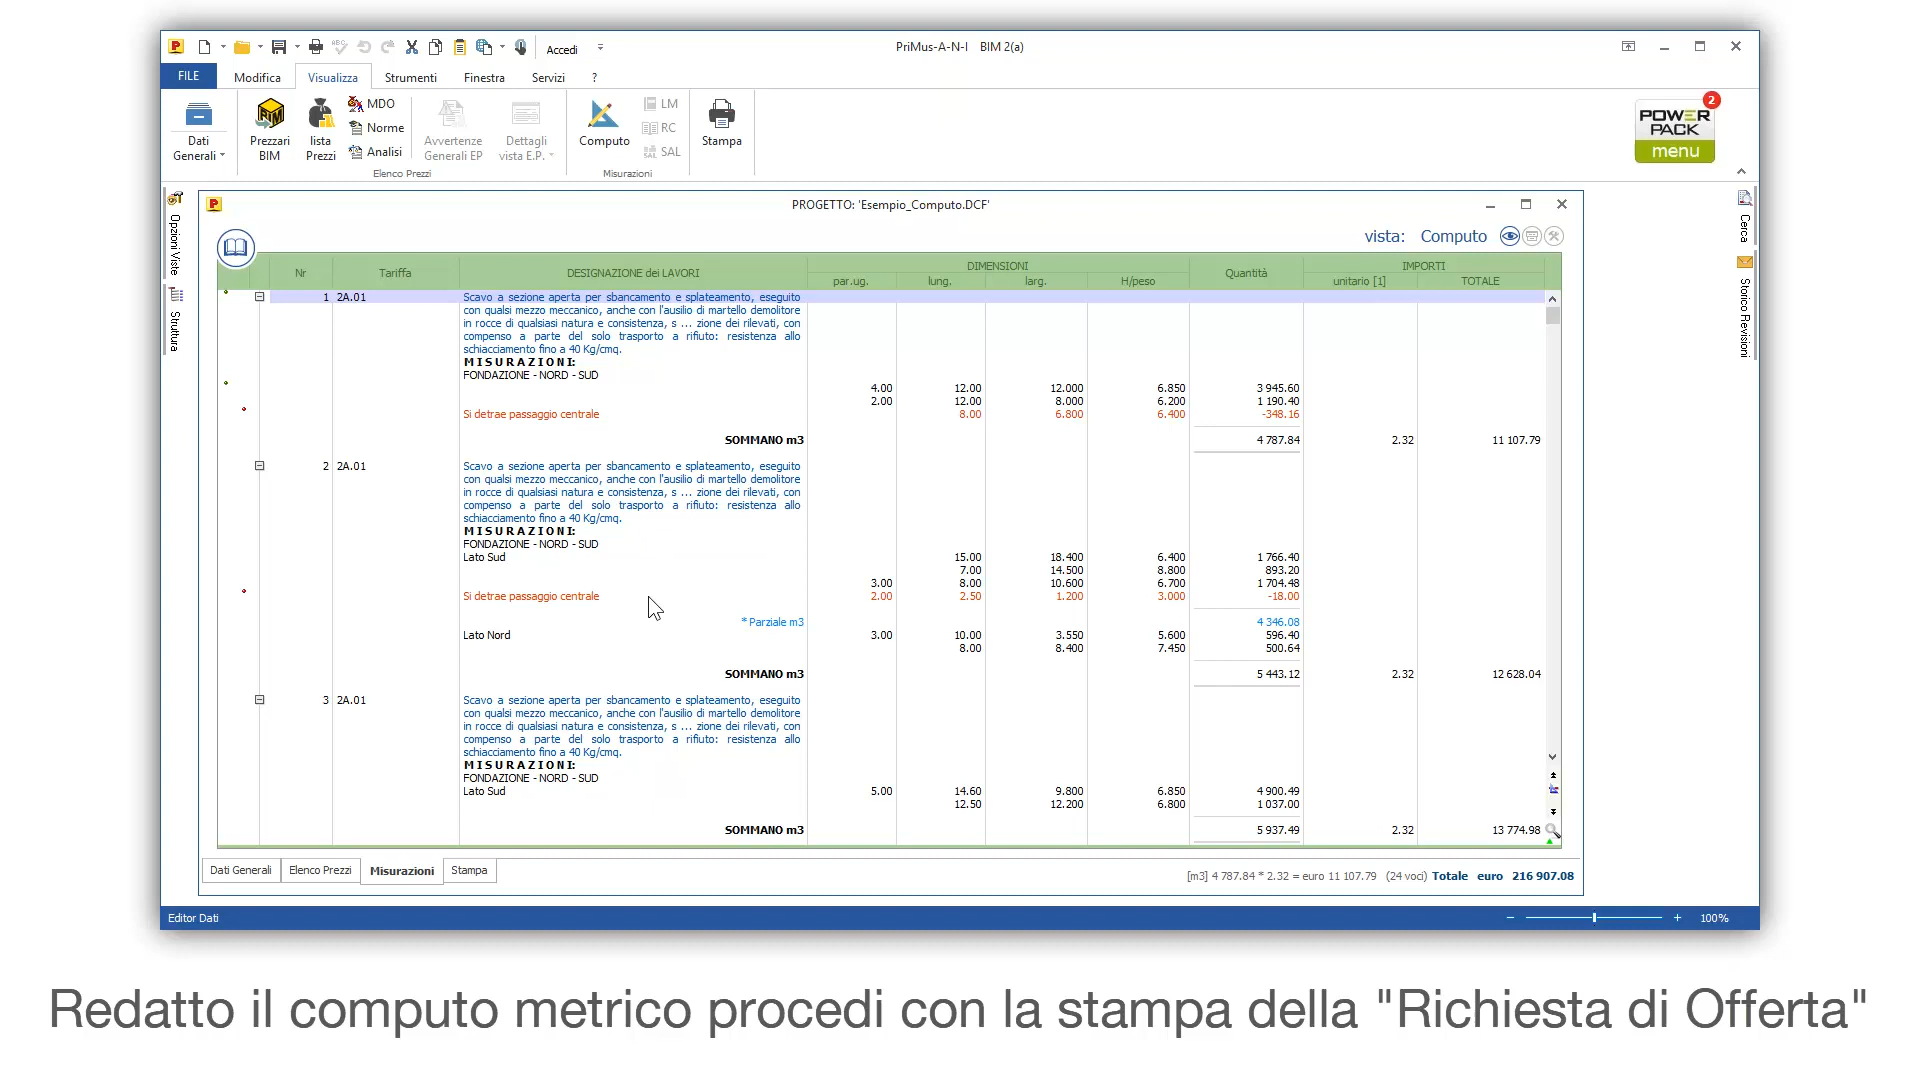 Accedi
PriMus-A-N-I BIM 2(a)
FILE Modifica Visualizza Strumenti Finestra Servizi ?
Dati Generali
Prezzari BIM
lista Prezzi
MDO
Norme
Analisi
Avvertenze Generali EP
Dettagli vista E.P.
Elenco Prezzi
Computo
LM
RC
SAL
Misurazioni
Stampa
POWER PACK menu 2
Opzioni Viste
Struttura
Cerca
Storico Revisioni
PROGETTO: 'Esempio_Computo.DCF'
vista: Computo
Nr Tariffa DESIGNAZIONE dei LAVORI DIMENSIONI Quantità IMPORTI
par.ug. lung. larg. H/peso unitario [1] TOTALE
1 2A.01 Scavo a sezione aperta per sbancamento e splateamento, eseguito
con qualsi mezzo meccanico, anche con l'ausilio di martello demolitore
in rocce di qualsiasi natura e consistenza, s ... zione dei rilevati, con
compenso a parte del solo trasporto a rifiuto: resistenza allo
schiacciamento fino a 40 Kg/cmq.
M I S U R A Z I O N I:
FONDAZIONE - NORD - SUD
4.00 12.00 12.000 6.850 3 945.60
2.00 12.00 8.000 6.200 1 190.40
Si detrae passaggio centrale 8.00 6.800 6.400 -348.16
SOMMANO m3 4 787.84 2.32 11 107.79
2 2A.01 Scavo a sezione aperta per sbancamento e splateamento, eseguito
con qualsi mezzo meccanico, anche con l'ausilio di martello demolitore
in rocce di qualsiasi natura e consistenza, s ... zione dei rilevati, con
compenso a parte del solo trasporto a rifiuto: resistenza allo
schiacciamento fino a 40 Kg/cmq.
M I S U R A Z I O N I:
FONDAZIONE - NORD - SUD
Lato Sud 15.00 18.400 6.400 1 766.40
7.00 14.500 8.800 893.20
3.00 8.00 10.600 6.700 1 704.48
Si detrae passaggio centrale 2.00 2.50 1.200 3.000 -18.00
* Parziale m3 4 346.08
Lato Nord 3.00 10.00 3.550 5.600 596.40
8.00 8.400 7.450 500.64
SOMMANO m3 5 443.12 2.32 12 628.04
3 2A.01 Scavo a sezione aperta per sbancamento e splateamento, eseguito
con qualsi mezzo meccanico, anche con l'ausilio di martello demolitore
in rocce di qualsiasi natura e consistenza, s ... zione dei rilevati, con
compenso a parte del solo trasporto a rifiuto: resistenza allo
schiacciamento fino a 40 Kg/cmq.
M I S U R A Z I O N I:
FONDAZIONE - NORD - SUD
Lato Sud 5.00 14.60 9.800 6.850 4 900.49
12.50 12.200 6.800 1 037.00
SOMMANO m3 5 937.49 2.32 13 774.98
Dati Generali Elenco Prezzi Misurazioni Stampa
[m3] 4 787.84 * 2.32 = euro 11 107.79 (24 voci) Totale euro 216 907.08
Editor Dati 100%
Redatto il computo metrico procedi con la stampa della "Richiesta di Offerta"